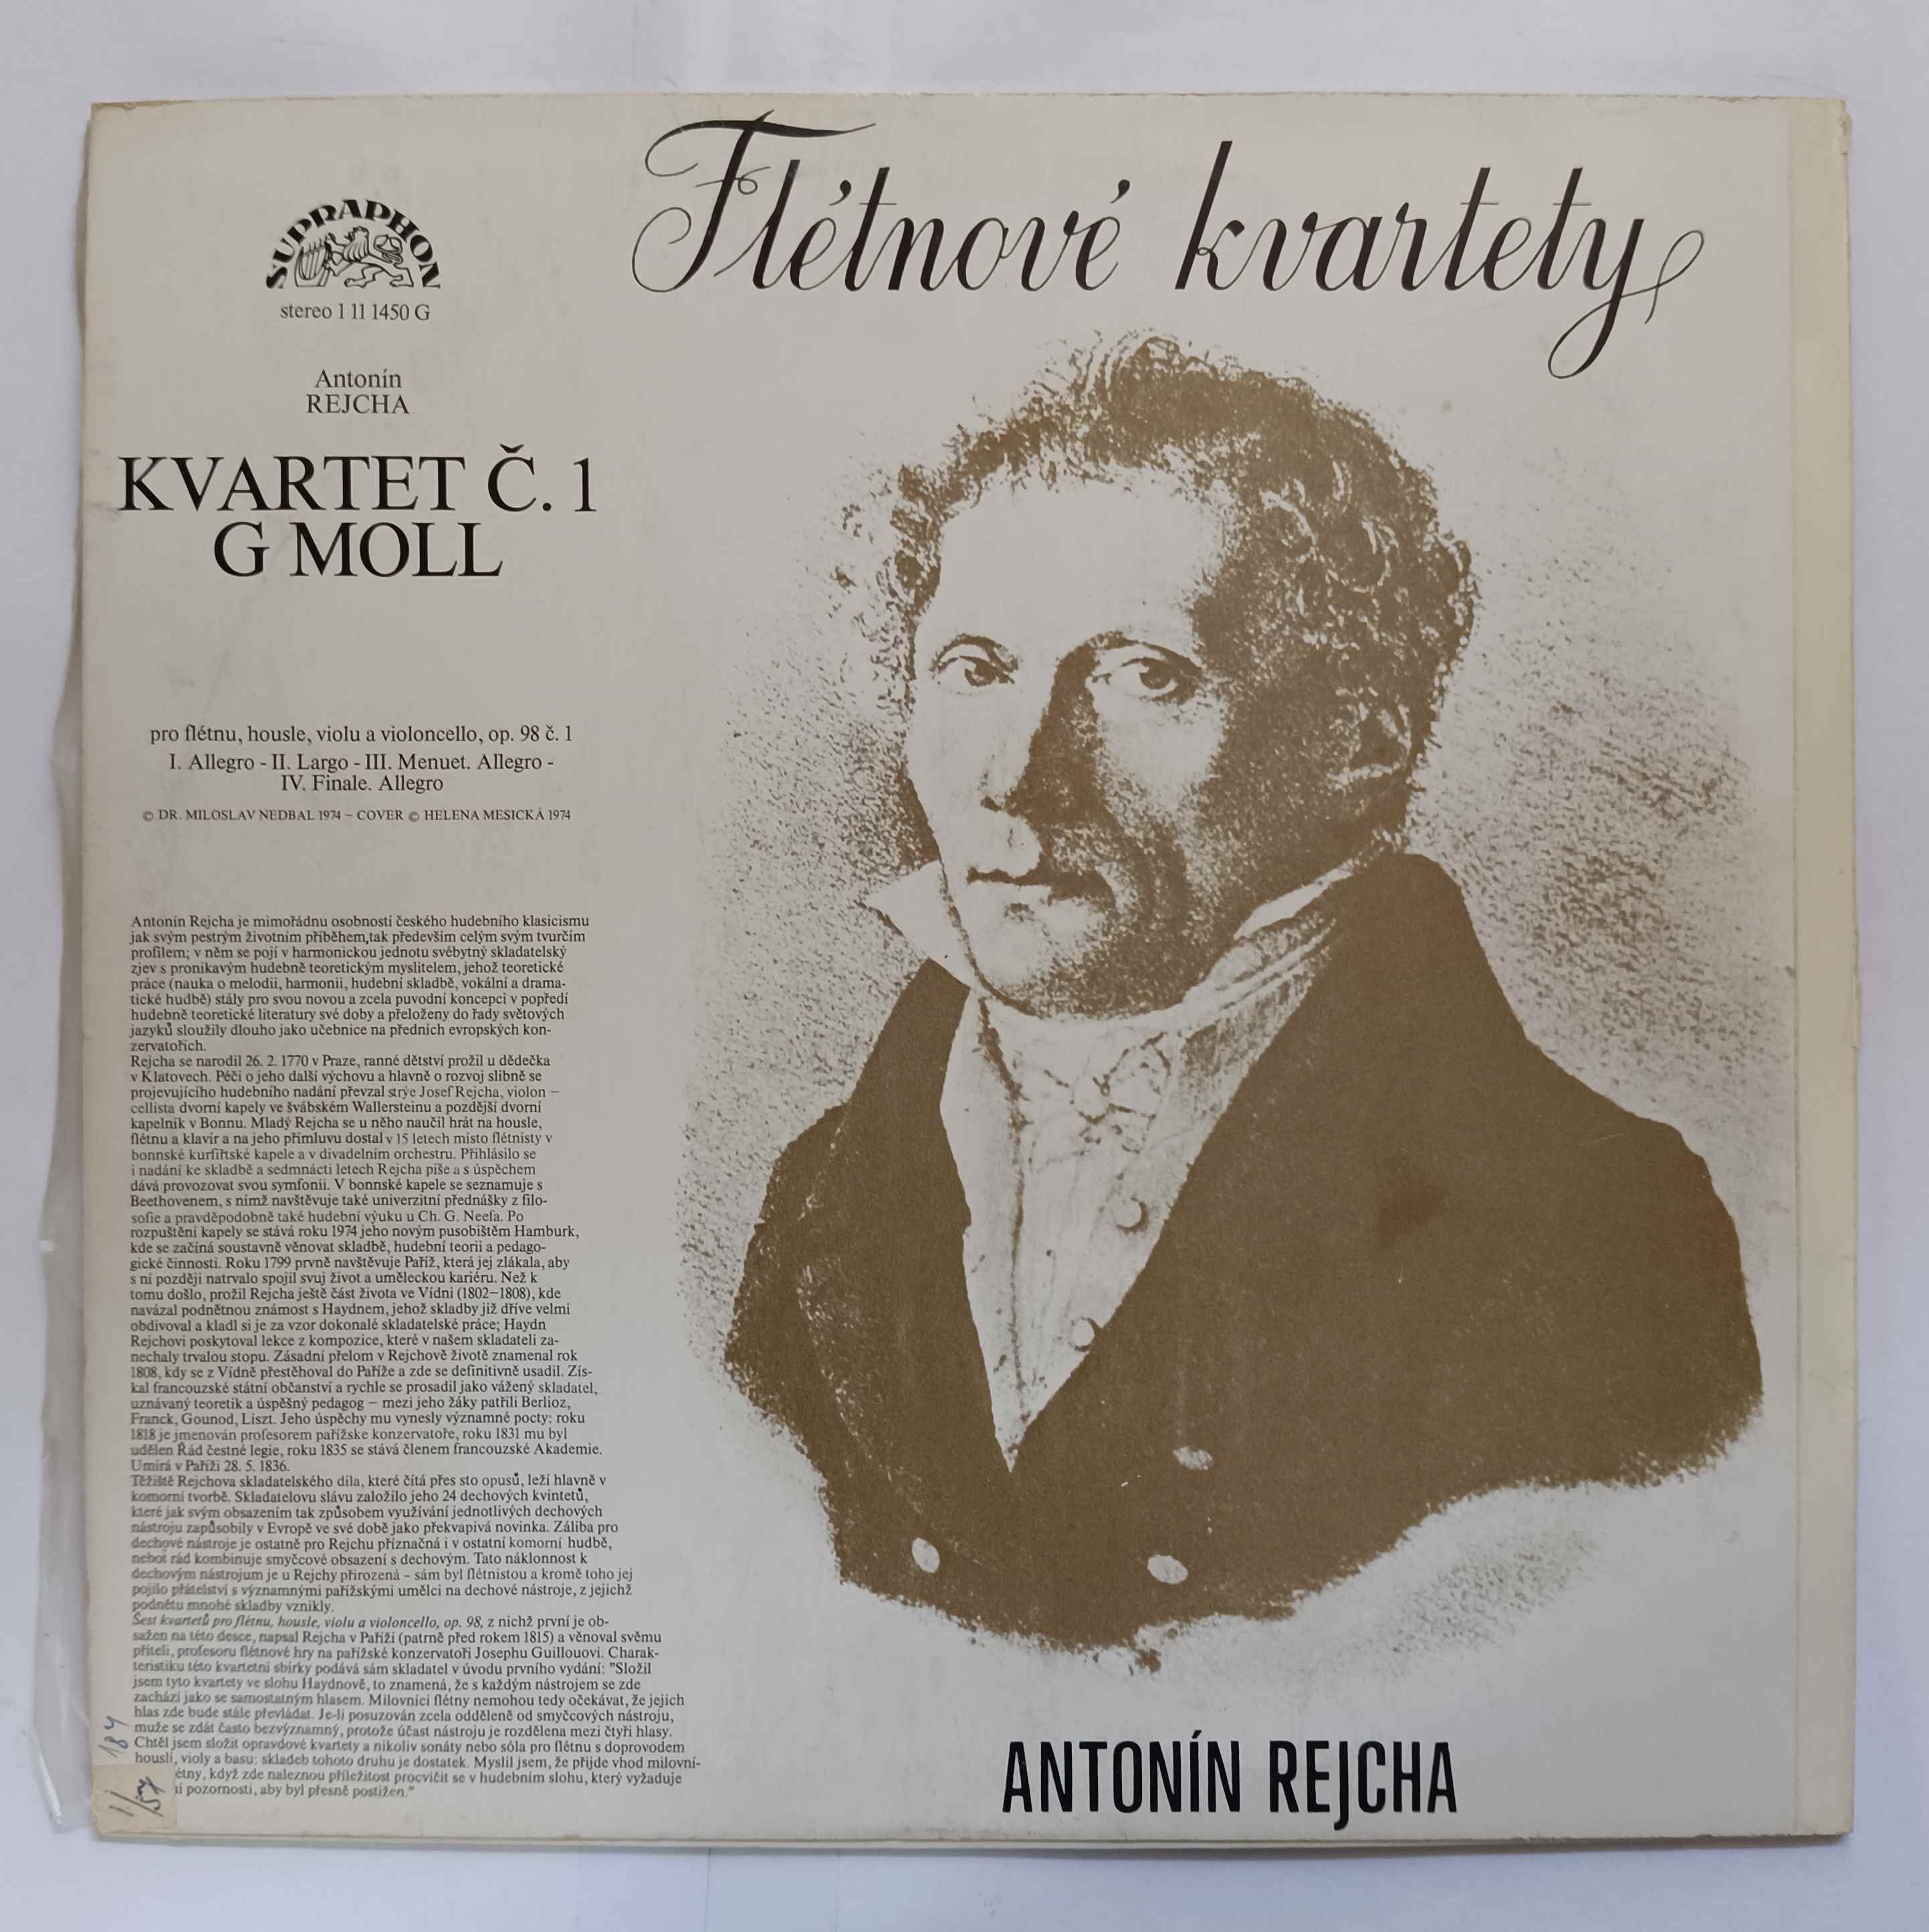 Flétnové kvartety
SUPRAPHON
stereo 1 11 1450 G
Antonín
REJCHA
KVARTET Č. 1
G MOLL
pro flétnu, housle, violu a violoncello, op. 98 č. 1
I. Allegro - II. Largo - III. Menuet. Allegro -
IV. Finale. Allegro
© DR. MILOSLAV NEDBAL 1974 – COVER © HELENA MESICKÁ 1974
Antonín Rejcha je mimořádnu osobností českého hudebního klasicismu
jak svým pestrým životním příběhem,tak především celým svým tvurčím
profilem; v něm se pojí v harmonickou jednotu svébytný skladatelský
zjev s pronikavým hudebně teoretickým myslitelem, jehož teoretické
práce (nauka o melodii, harmonii, hudební skladbě, vokální a drama-
tické hudbě) stály pro svou novou a zcela puvodní koncepci v popředí
hudebně teoretické literatury své doby a přeloženy do řady světových
jazyků sloužily dlouho jako učebnice na předních evropských kon-
zervatořích.
Rejcha se narodil 26. 2. 1770 v Praze, ranné dětství prožil u dědečka
v Klatovech. Péči o jeho další výchovu a hlavně o rozvoj slibně se
projevujícího hudebního nadání převzal strýc Josef Rejcha, violon –
cellista dvorní kapely ve švábském Wallersteinu a pozdější dvorní
kapelník v Bonnu. Mladý Rejcha se u něho naučil hrát na housle,
flétnu a klavír a na jeho přímluvu dostal v 15 letech místo flétnisty v
bonnské kurfiřtské kapele a v divadelním orchestru. Přihlásilo se
i nadání ke skladbě a sedmnácti letech Rejcha píše a s úspěchem
dává provozovat svou symfonii. V bonnské kapele se seznamuje s
Beethovenem, s nímž navštěvuje také univerzitní přednášky z filo-
sofie a pravděpodobně také hudební výuku u Ch. G. Neefa. Po
rozpuštění kapely se stává roku 1974 jeho novým pusobištěm Hamburk,
kde se začíná soustavně věnovat skladbě, hudební teorii a pedago-
gické činnosti. Roku 1799 prvně navštěvuje Paříž, která jej zlákala, aby
s ní později natrvalo spojil svuj život a uměleckou kariéru. Než k
tomu došlo, prožil Rejcha ještě část života ve Vídni (1802–1808), kde
navázal podnětnou známost s Haydnem, jehož skladby již dříve velmi
obdivoval a kladl si je za vzor dokonalé skladatelské práce; Haydn
Rejchovi poskytoval lekce z kompozice, které v našem skladateli za-
nechaly trvalou stopu. Zásadní přelom v Rejchově životě znamenal rok
1808, kdy se z Vídně přestěhoval do Paříže a zde se definitivně usadil. Zís-
kal francouzské státní občanství a rychle se prosadil jako vážený skladatel,
uznávaný teoretik a úspěšný pedagog – mezi jeho žáky patřili Berlioz,
Franck, Gounod, Liszt. Jeho úspěchy mu vynesly významné pocty: roku
1818 je jmenován profesorem pařížske konzervatoře, roku 1831 mu byl
udělen Řád čestné legie, roku 1835 se stává členem francouzské Akademie.
Umírá v Paříži 28. 5. 1836.
Těžiště Rejchova skladatelského díla, které čítá přes sto opusů, leží hlavně v
komorní tvorbě. Skladatelovu slávu založilo jeho 24 dechových kvintetů,
které jak svým obsazením tak způsobem využívání jednotlivých dechových
nástroju zapůsobily v Evropě ve své době jako překvapivá novinka. Záliba pro
dechové nástroje je ostatně pro Rejchu příznačná i v ostatní komorní hudbě,
neboť rád kombinuje smyčcové obsazení s dechovým. Tato náklonnost k
dechovým nástrojum je u Rejchy přirozená – sám byl flétnistou a kromě toho jej
pojilo přátelství s významnými pařížskými umělci na dechové nástroje, z jejichž
podnětu mnohé skladby vznikly.
Šest kvartetů pro flétnu, housle, violu a violoncello, op. 98, z nichž první je ob-
sažen na této desce, napsal Rejcha v Paříži (patrně před rokem 1815) a věnoval svému
příteli, profesoru flétnové hry na pařížské konzervatoři Josephu Guillouovi. Charak-
teristiku této kvartetní sbírky podává sám skladatel v úvodu prvního vydání: "Složil
jsem tyto kvartety ve slohu Haydnově, to znamená, že s každým nástrojem se zde
zachází jako se samostatným hlasem. Milovníci flétny nemohou tedy očekávat, že jejich
hlas zde bude stále převládat. Je-li posuzován zcela odděleně od smyčcových nástroju,
muže se zdát často bezvýznamný, protože účast nástroju je rozdělena mezi čtyři hlasy.
Chtěl jsem složit opravdové kvartety a nikoliv sonáty nebo sóla pro flétnu s doprovodem
houslí, violy a basu: skladeb tohoto druhu je dostatek. Myslil jsem, že přijde vhod milovní-
étny, když zde naleznou příležitost procvičit se v hudebním slohu, který vyžaduje
í pozornosti, aby byl přesně postižen."
184
1/57
ANTONÍN REJCHA